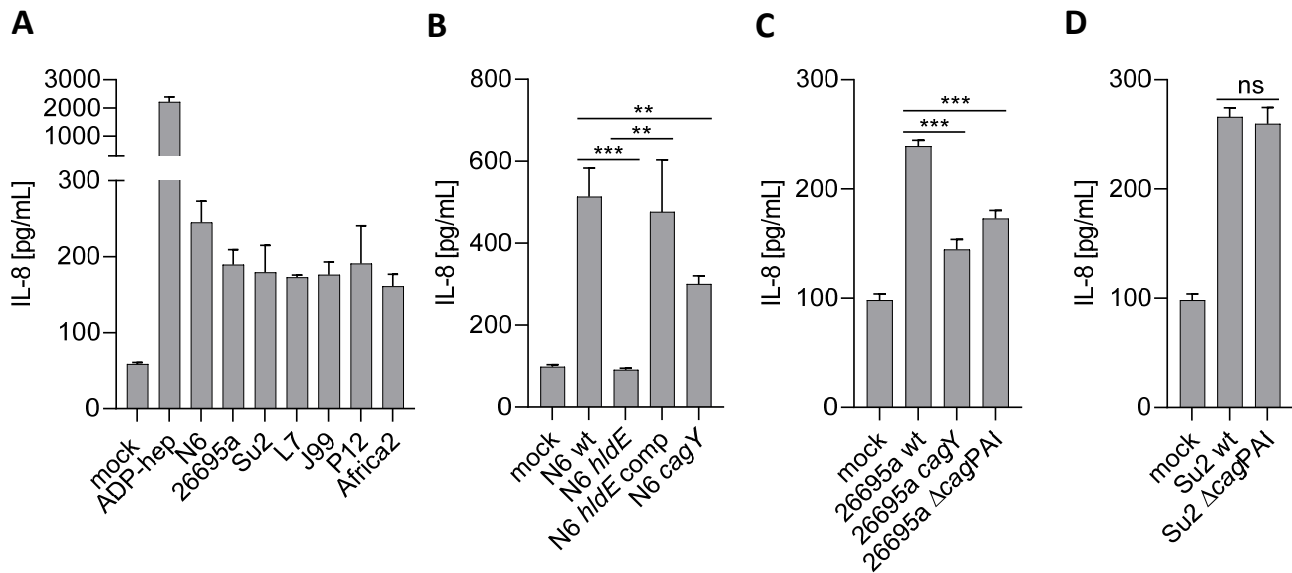 A
IL-8 [pg/mL]
3000
2000
1000
300
200
100
0
mock
ADP-hep
N6
26695a
Su2
L7
J99
P12
Africa2
B
IL-8 [pg/mL]
800
600
400
200
0
**
**
***
mock
N6 wt
N6 hldE
N6 hldE comp
N6 cagY
C
IL-8 [pg/mL]
300
200
100
0
***
***
mock
26695a wt
26695a cagY
26695a ΔcagPAI
D
IL-8 [pg/mL]
300
200
100
0
ns
mock
Su2 wt
Su2 ΔcagPAI